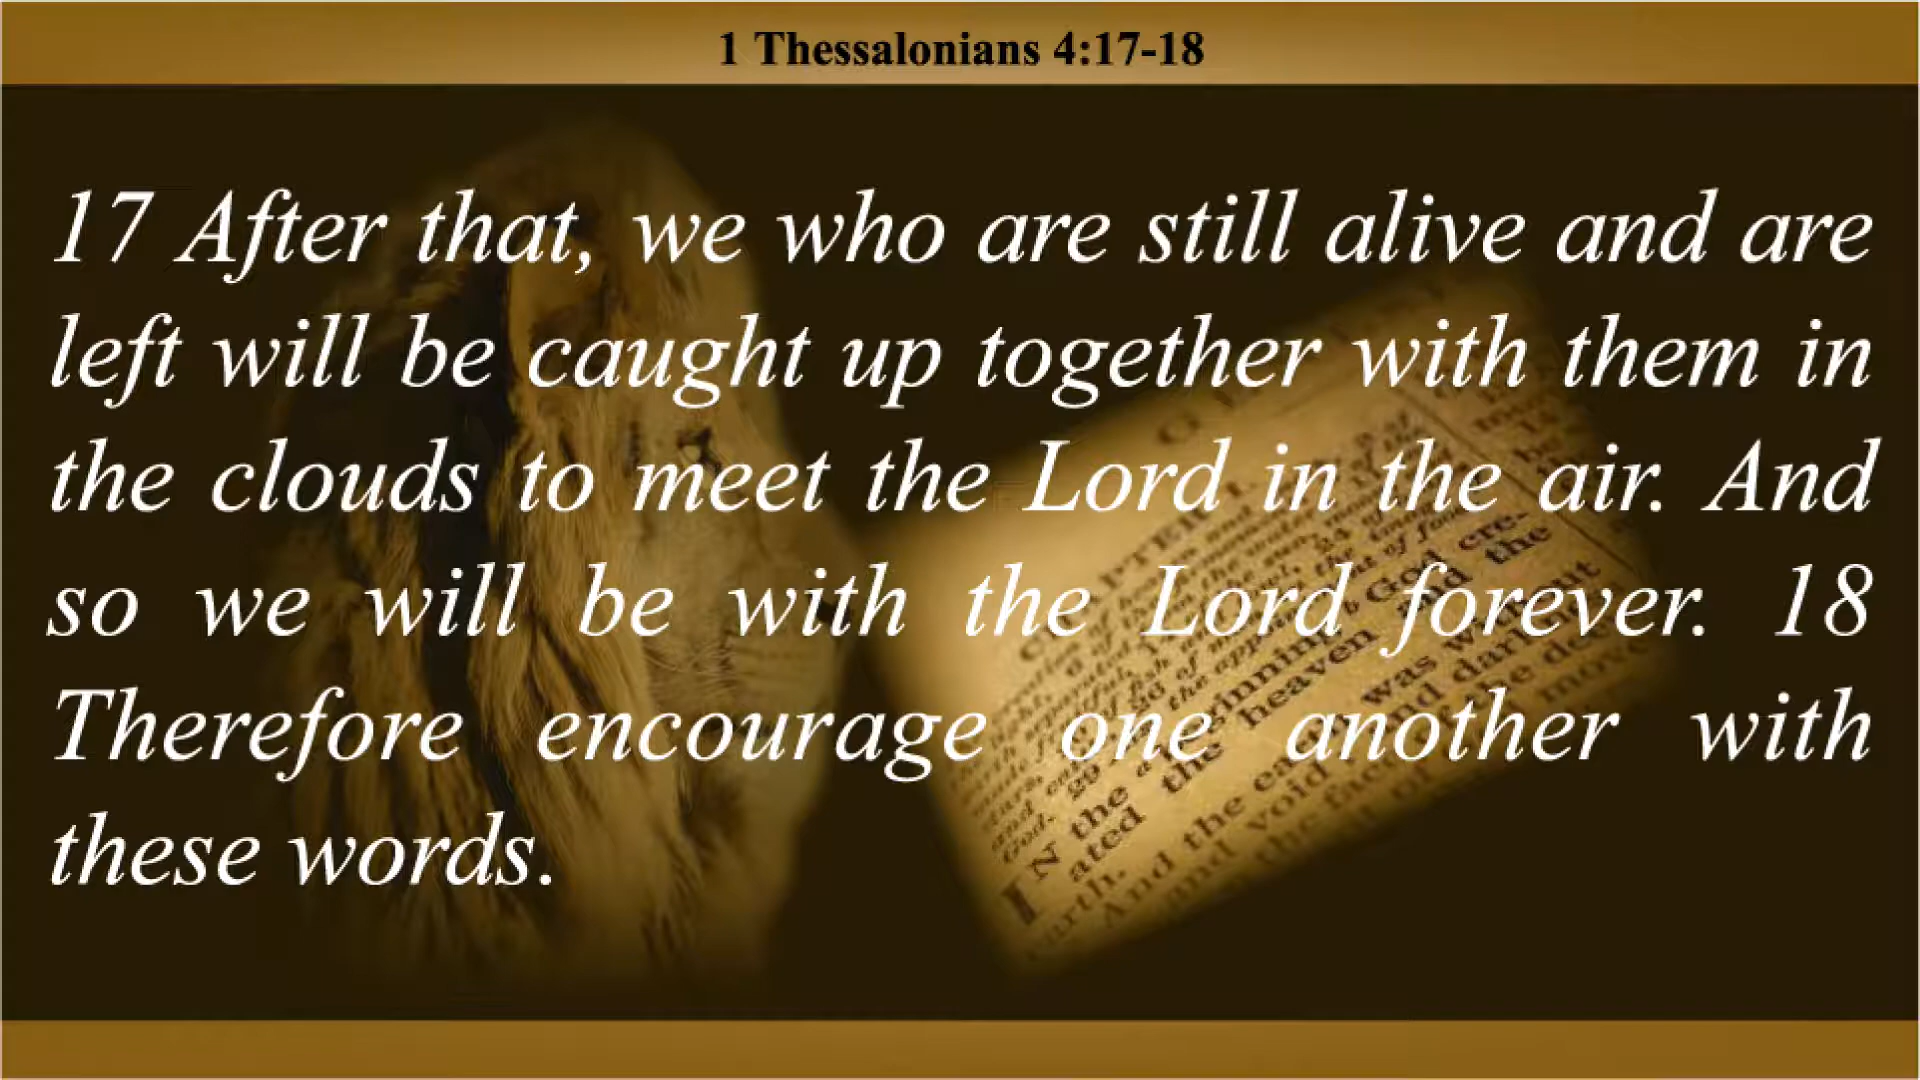 1 Thessalonians 4:17-18
17 After that, we who are still alive and are
left will be caught up together with them in
the clouds to meet the Lord in the air. And
so we will be with the Lord forever. 18
Therefore encourage one another with
these words.